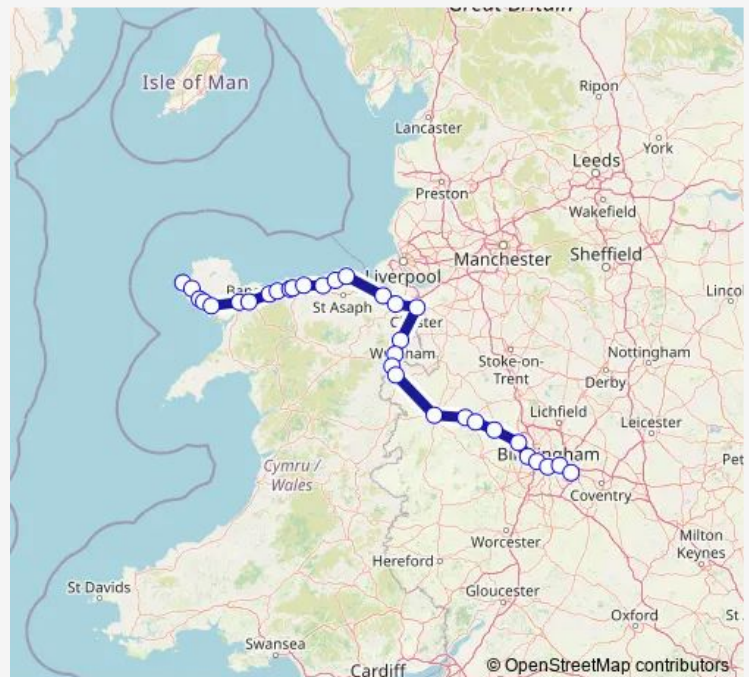 Great Britain
Isle of Man
Ripon
Lancaster
York
Leeds
Preston
Wakefield
Manchester
Sheffield
Liverpool
St Asaph
Lincol
Stoke-on-
Trent
Nottingham
Derby
Lichfield
Leicester
Pet
Cymru /
Wales
Coventry
Worcester
Milton
Keynes
Hereford
St Davids
Gloucester
Oxford
St
Swansea
Cardiff
© OpenStreetMap contributors